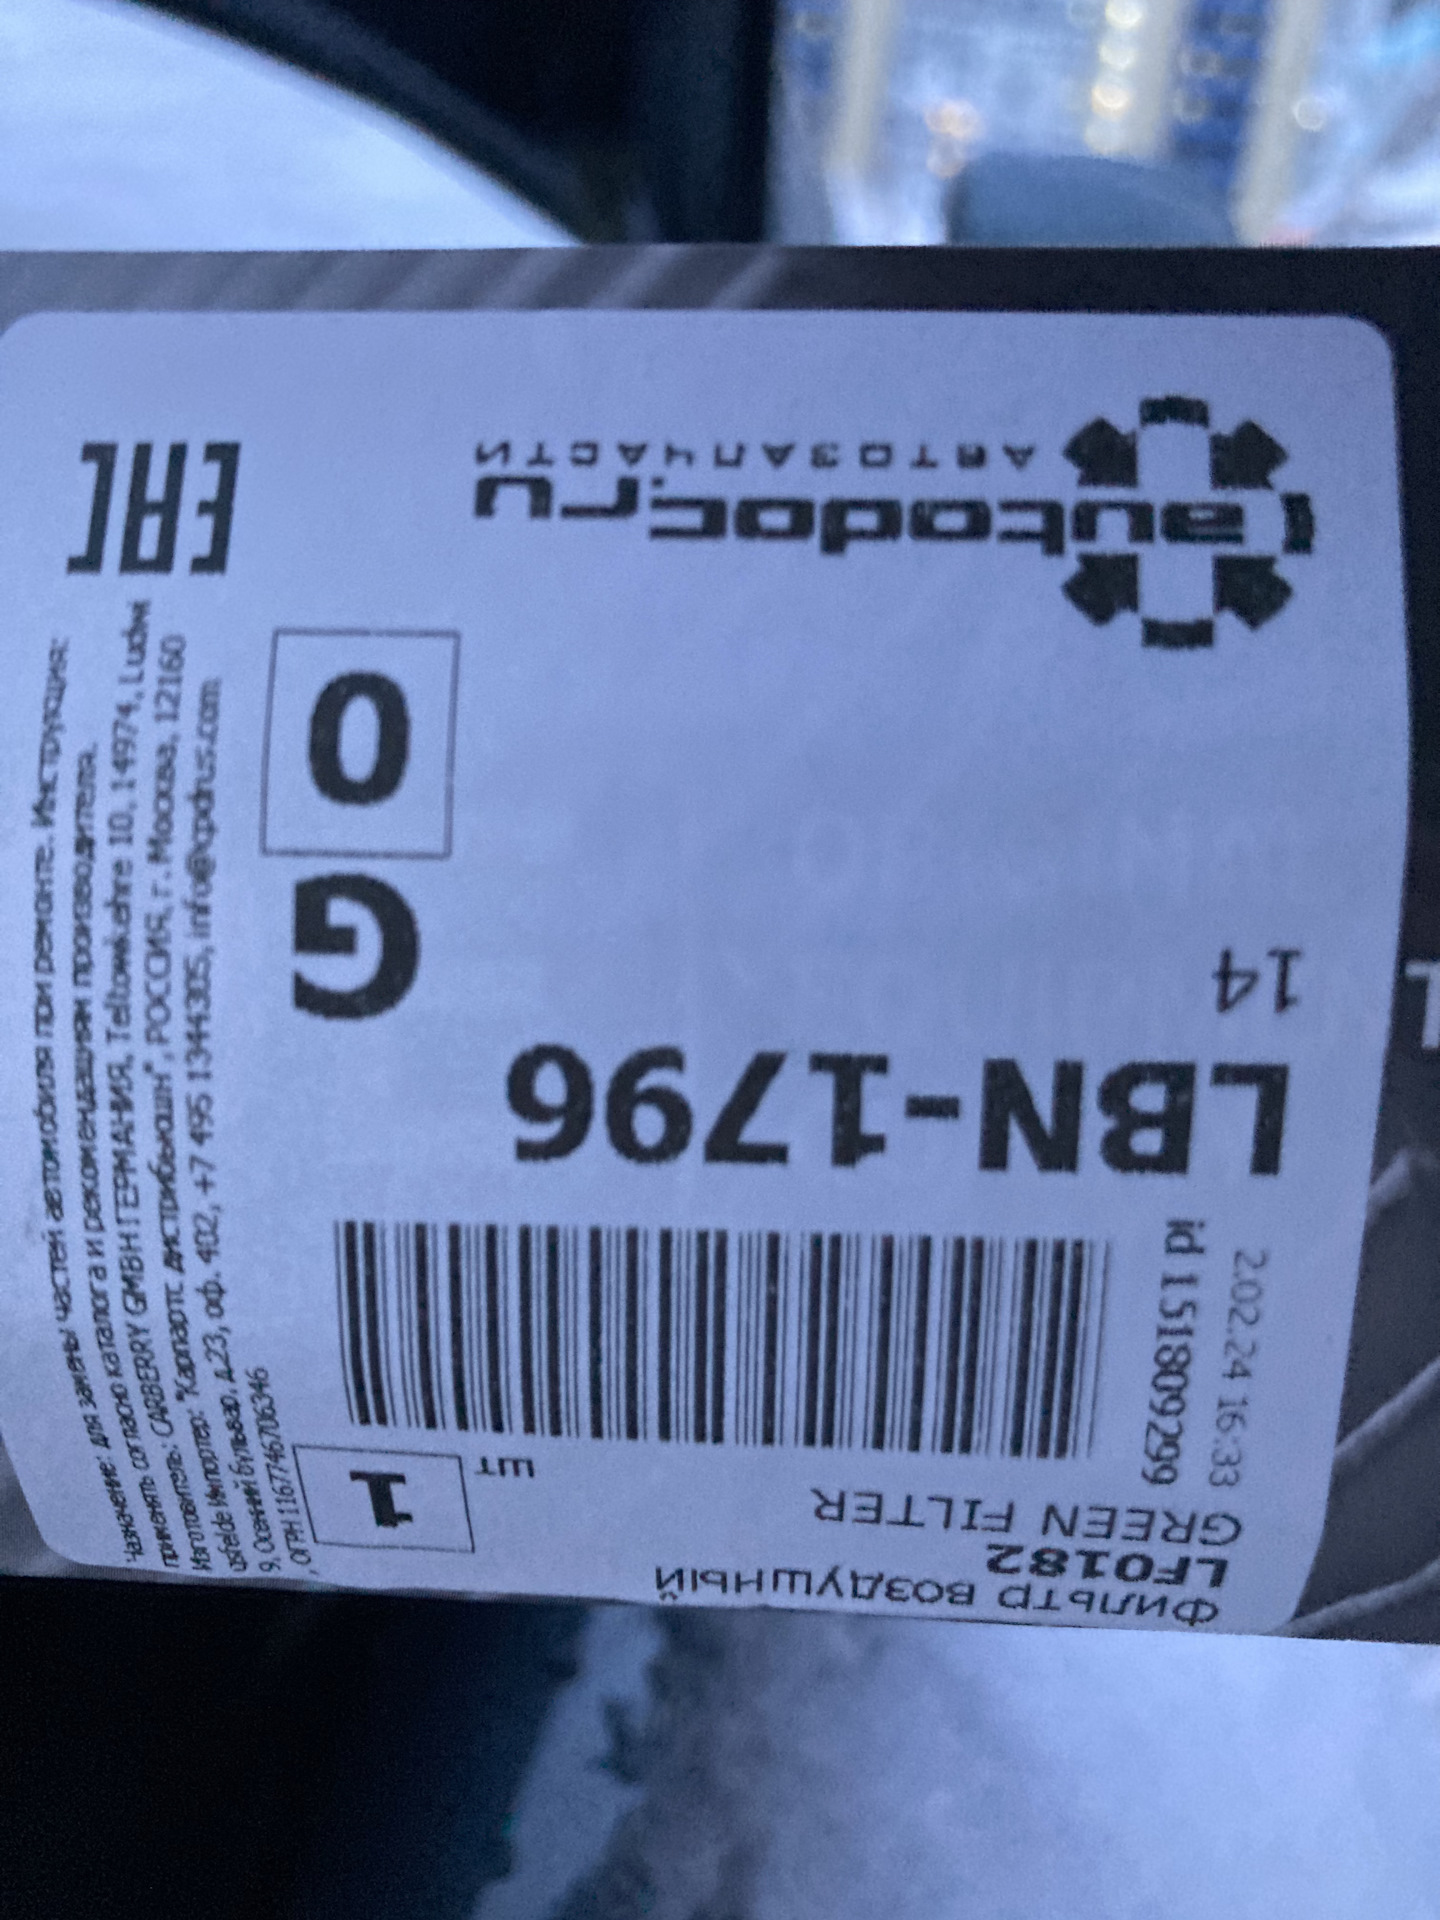 Фильтр воздушный
LF0182
GREEN FILTER
1
шт
2.02.24 16:33
id 151809299
LBN-1796
14
G
O
autodoc.ru
АВТОЗАПЧАСТИ
EAC
Назначение: для замены частей автомобиля при ремонте. Инструкция:
применять согласно каталога и рекомендациям производителя.
Изготовитель: CARBERRY GMBH ГЕРМАНИЯ, Teltowkehre 10, 14974, Ludwi
gsfelde Импортер: "Карпартс дистрибьюшн", РОССИЯ, г. Москва, 12160
9, Осенний бульвар, д.23, оф. 402, +7 495 1344305, info@cpdrus.com
, ОГРН 1167746706346